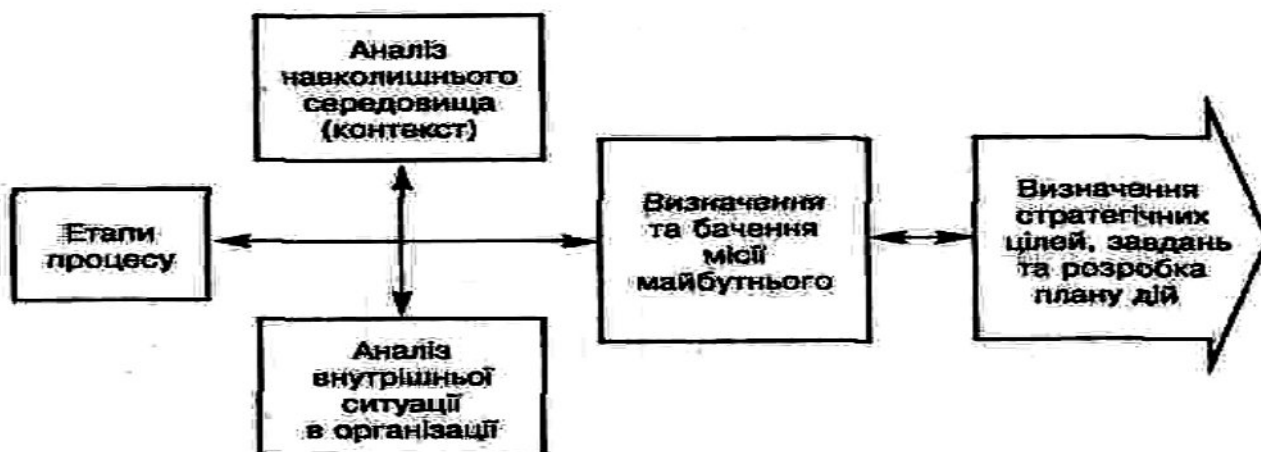 Аналіз
навколишнього
середовища
(контекст)
Етапи
процесу
Визначення
та бачення
місії
майбутнього
Визначення
стратегічних
цілей, завдань
та розробка
плану дій
Аналіз
внутрішньої
ситуації
в організації